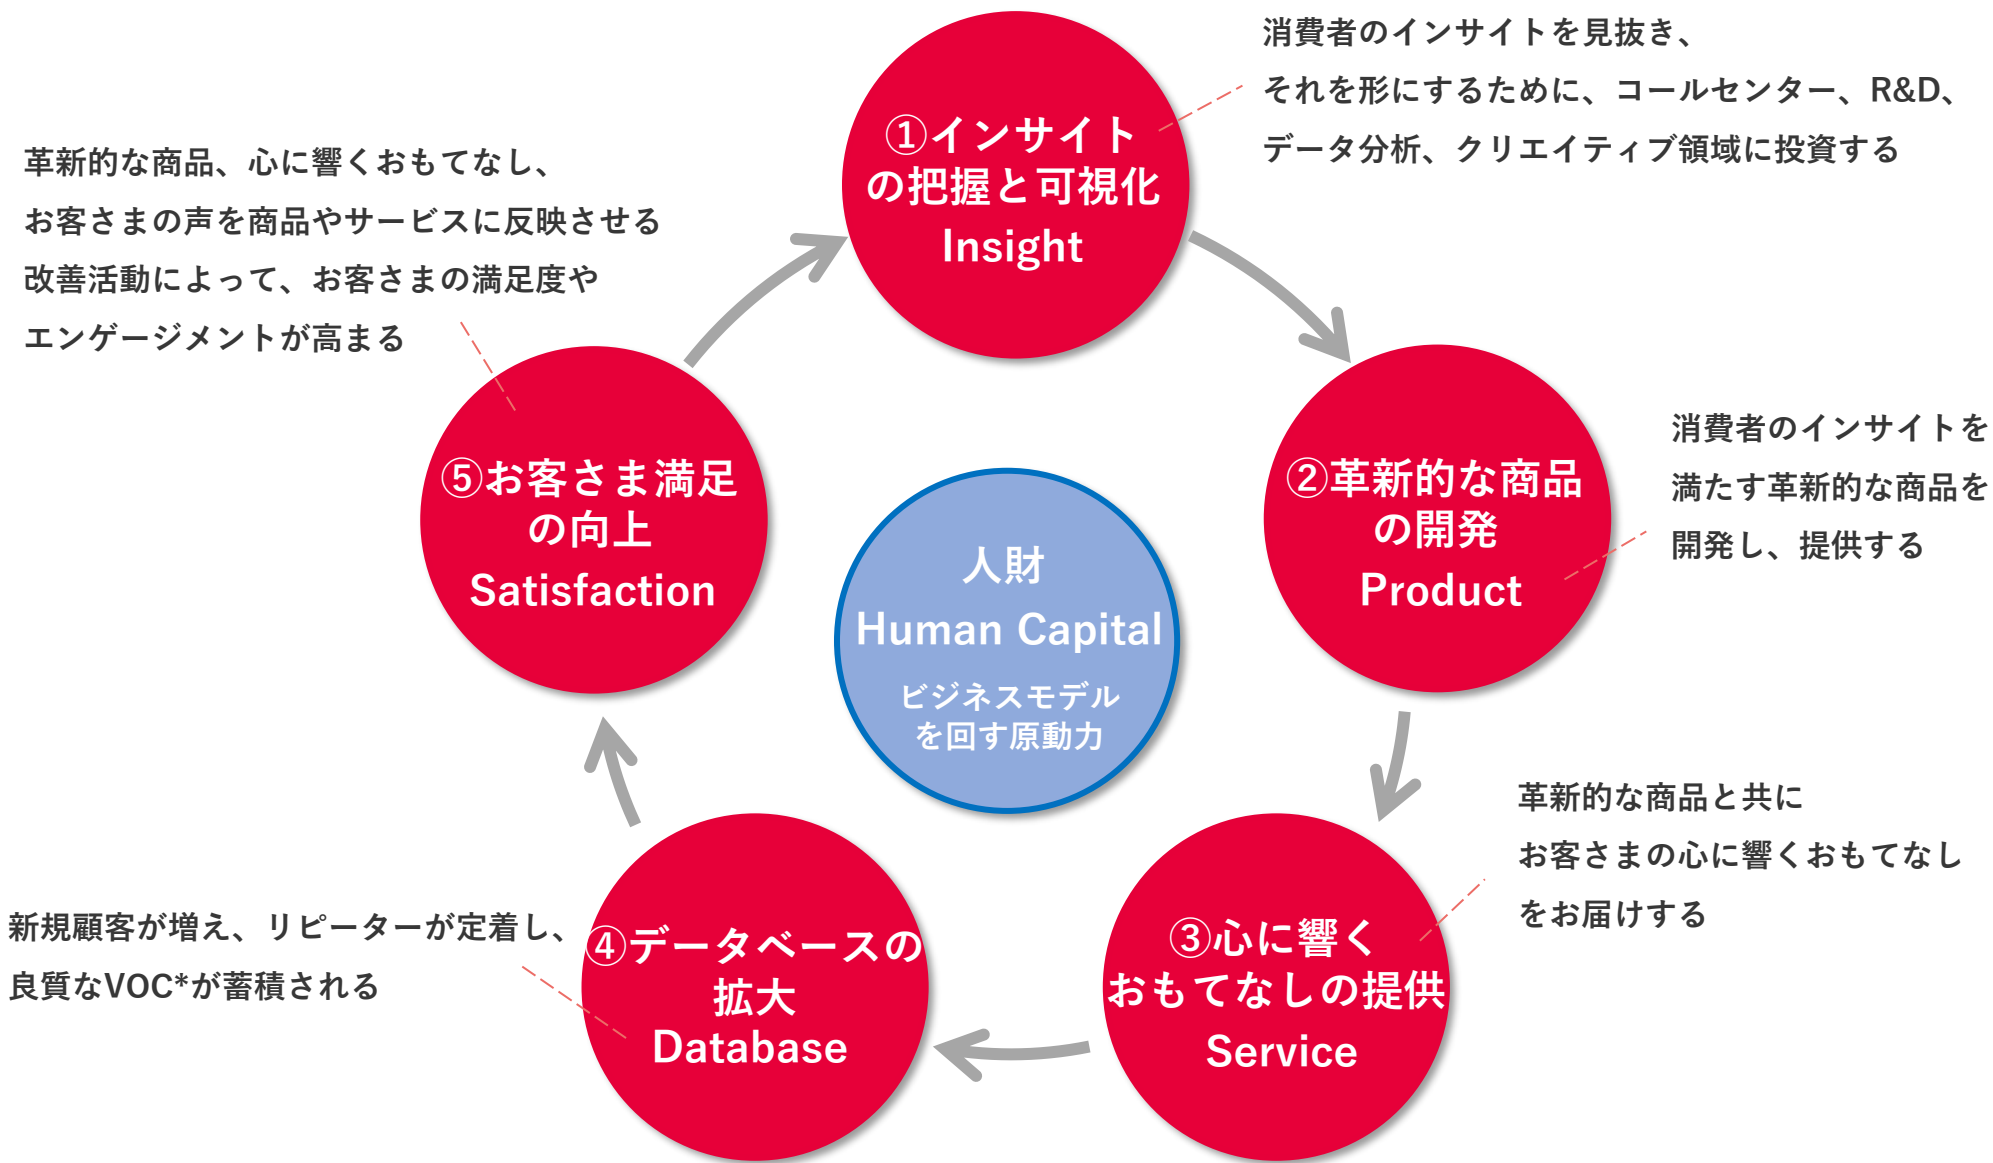 消費者のインサイトを見抜き、
それを形にするために、コールセンター、R&D、
データ分析、クリエイティブ領域に投資する
①インサイト
の把握と可視化
Insight
革新的な商品、心に響くおもてなし、
お客さまの声を商品やサービスに反映させる
改善活動によって、お客さまの満足度や
エンゲージメントが高まる
消費者のインサイトを
満たす革新的な商品を
開発し、提供する
②革新的な商品
の開発
Product
⑤お客さま満足
の向上
Satisfaction
人財
Human Capital
ビジネスモデル
を回す原動力
革新的な商品と共に
お客さまの心に響くおもてなし
をお届けする
③心に響く
おもてなしの提供
Service
新規顧客が増え、リピーターが定着し、
良質なVOC*が蓄積される
④データベースの
拡大
Database